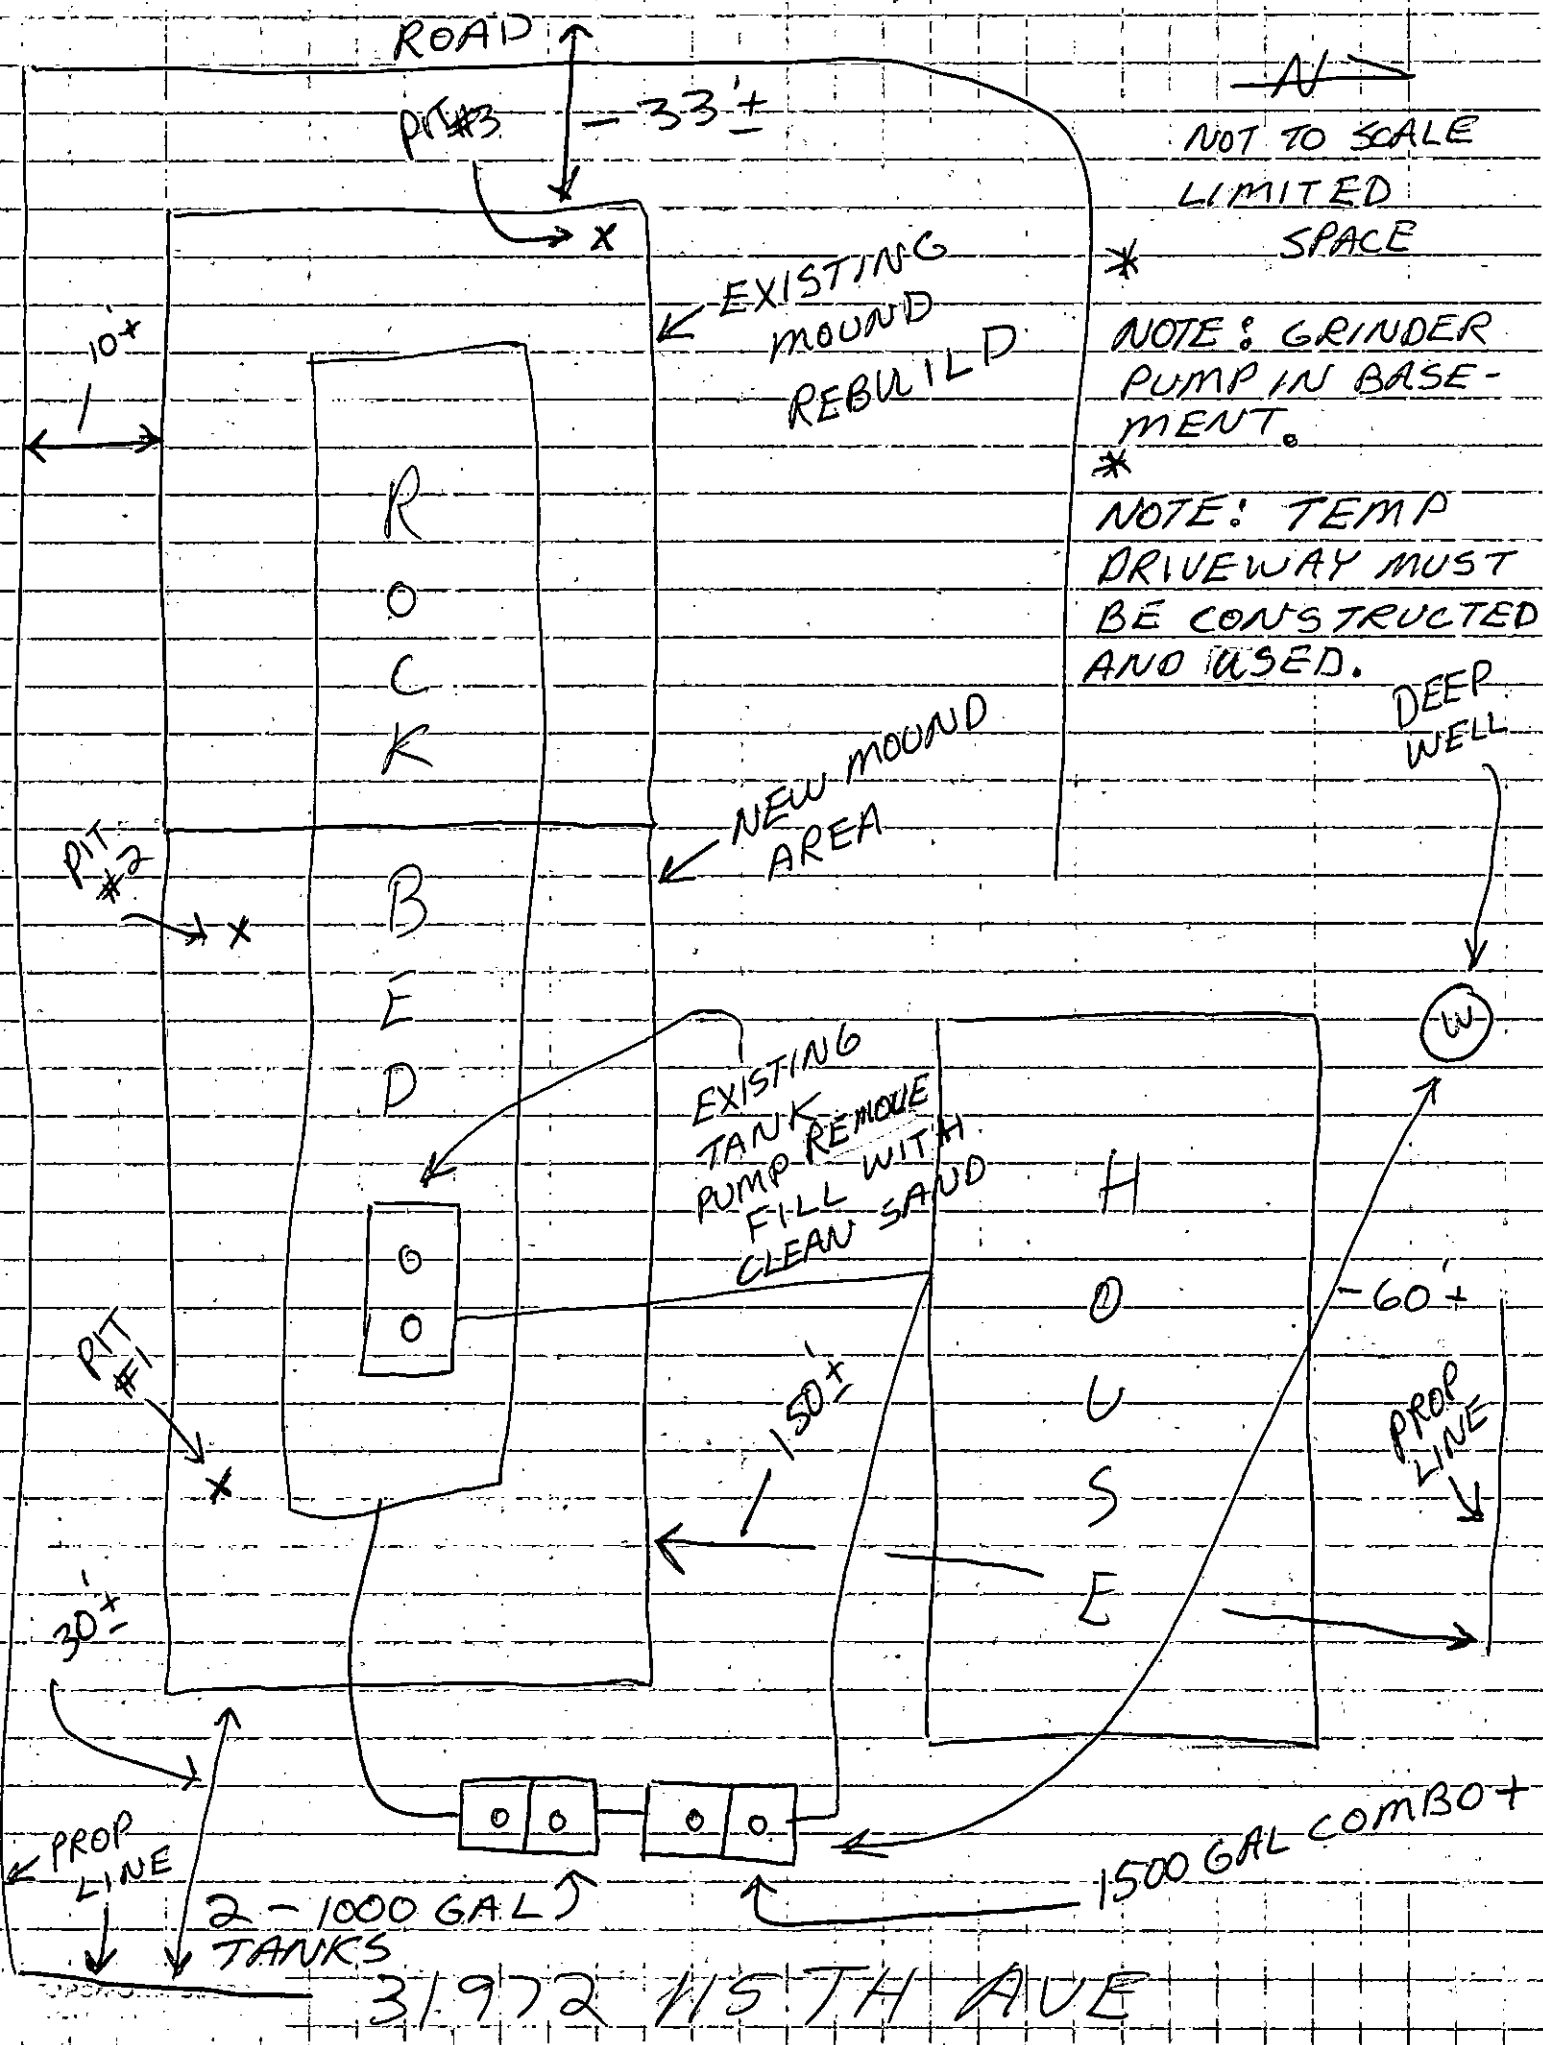 ROAD
N
PIT #3
- 33'±
NOT TO SCALE
LIMITED
SPACE
*
X
EXISTING
MOUND
REBUILD
10'±
NOTE: GRINDER
PUMP IN BASE-
MENT.
*
NOTE: TEMP
DRIVEWAY MUST
BE CONSTRUCTED
AND USED.
ROCK
BED
DEEP
WELL
W
NEW MOUND
AREA
PIT
#2
X
EXISTING
TANK
PUMP REMOVE
FILL WITH
CLEAN SAND
HOUSE
- 60'±
PROP
LINE
PIT
#1
X
150'±
30'±
PROP
LINE
2 - 1000 GAL
TANKS
1500 GAL COMBO +
31972 115TH AVE